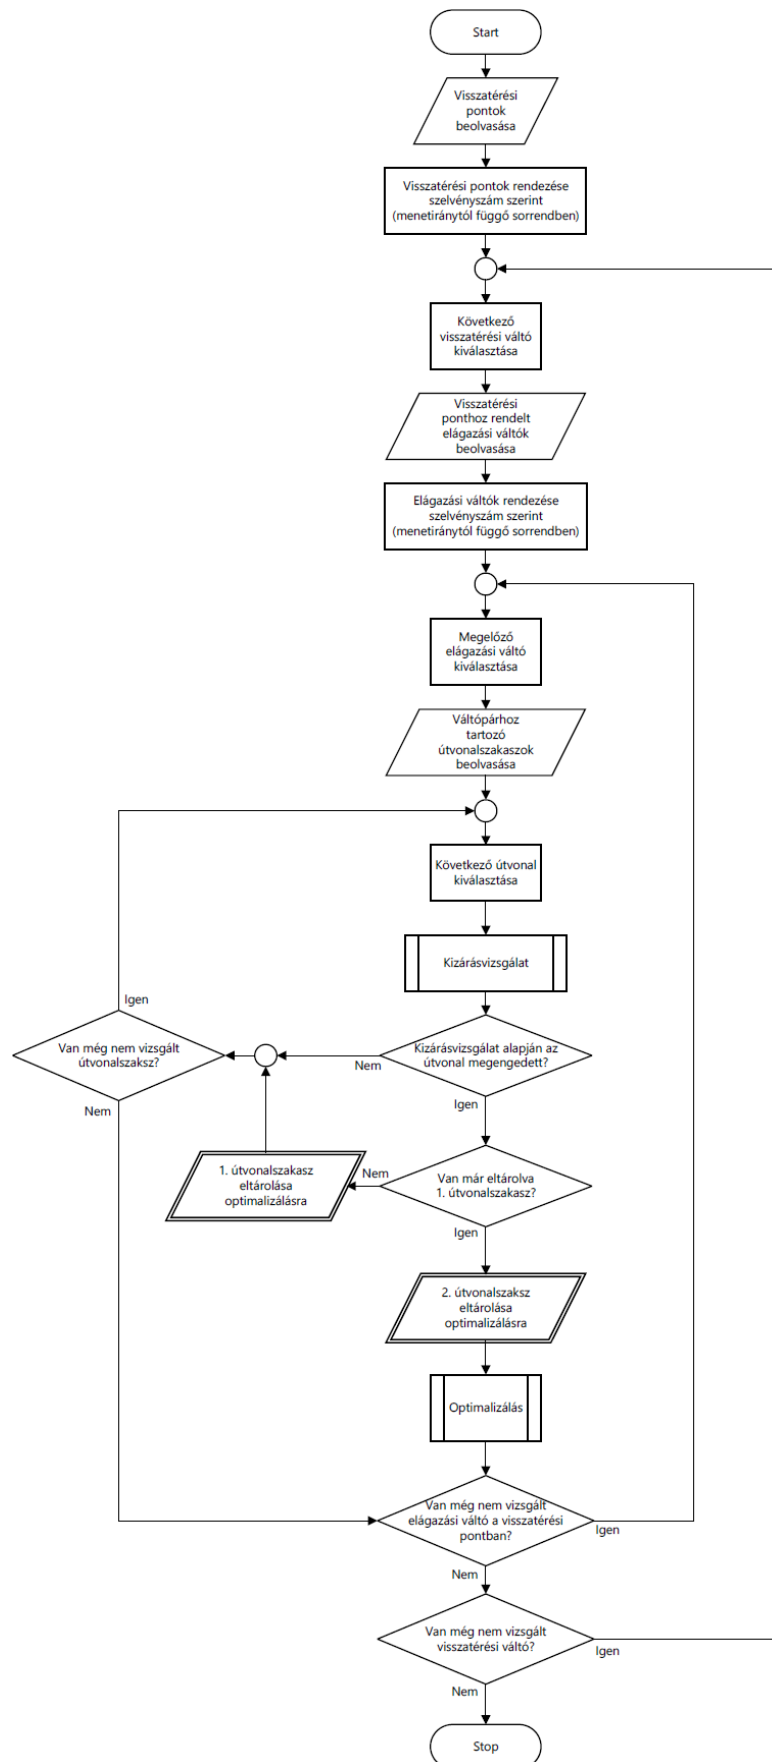 Start
Visszatérési
pontok
beolvasása
Visszatérési pontok rendezése
szelvényszám szerint
(menetiránytól függő sorrendben)
Következő
visszatérési váltó
kiválasztása
Visszatérési
ponthoz rendelt
elágazási váltók
beolvasása
Elágazási váltók rendezése
szelvényszám szerint
(menetiránytól függő sorrendben)
Megelőző
elágazási váltó
kiválasztása
Váltópárhoz
tartozó
útvonalszakaszok
beolvasása
Következő útvonal
kiválasztása
Kizárásvizsgálat
Igen
Van még nem vizsgált
útvonalszaksz?
Nem
Kizárásvizsgálat alapján az
útvonal megengedett?
Nem
Igen
1. útvonalszakasz
eltárolása
optimalizálásra
Nem
Van már eltárolva
1. útvonalszakasz?
Igen
2. útvonalszaksz
eltárolása
optimalizálásra
Optimalizálás
Van még nem vizsgált
elágazási váltó a visszatérési
pontban?
Igen
Nem
Van még nem vizsgált
visszatérési váltó?
Igen
Nem
Stop